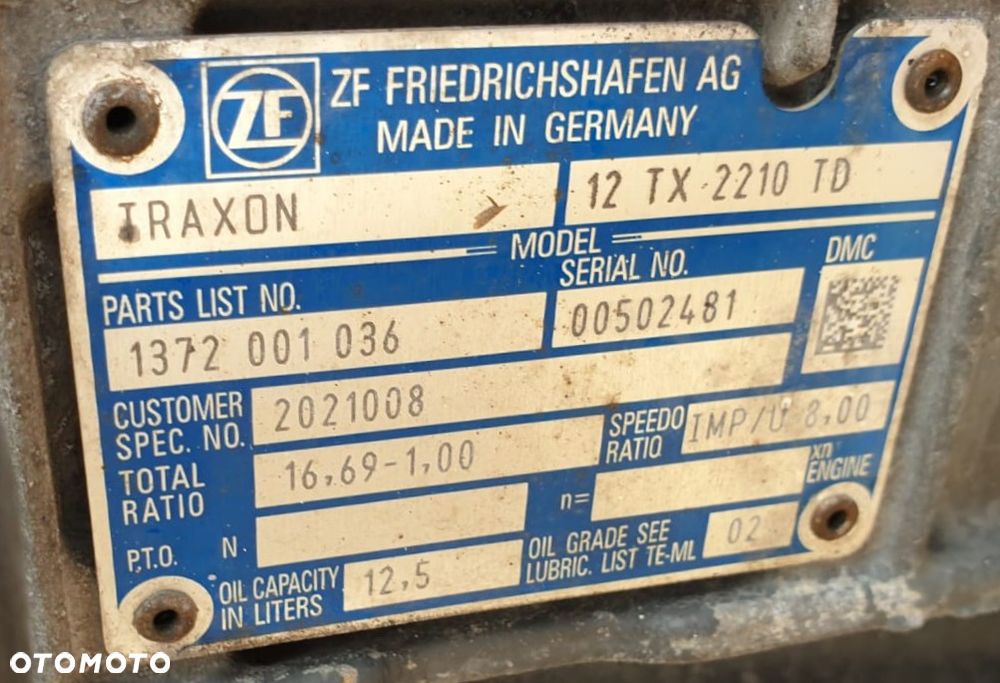 ZF
ZF FRIEDRICHSHAFEN AG
MADE IN GERMANY
TRAXON
12 TX 2210 TD
MODEL
PARTS LIST NO.
SERIAL NO.
DMC
1372 001 036
00502481
CUSTOMER
SPEC. NO.
2021008
TOTAL
RATIO
16,69-1,00
SPEEDO
RATIO
IMP/U 8,00
P.T.O.
N
n=
xn
ENGINE
OIL CAPACITY
IN LITERS
12,5
OIL GRADE SEE
LUBRIC. LIST TE-ML
02
OTOMOTO